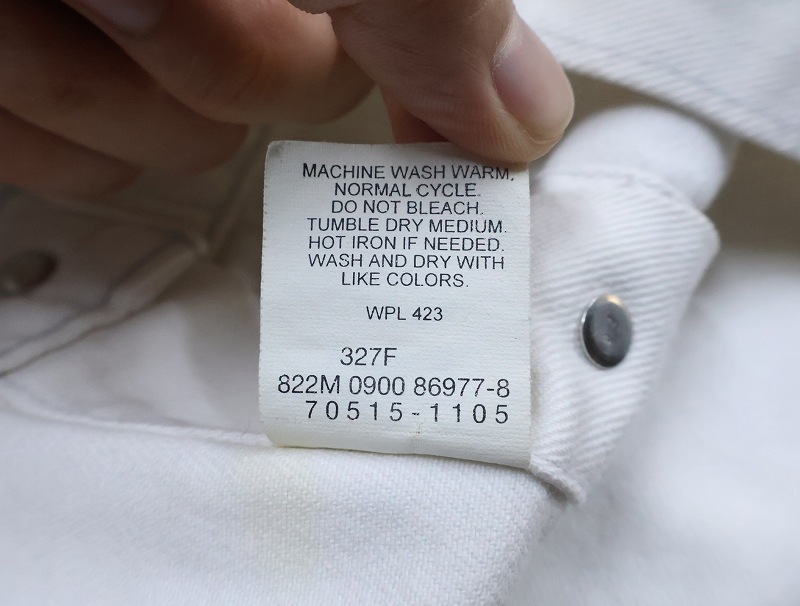 MACHINE WASH WARM,
NORMAL CYCLE.
DO NOT BLEACH.
TUMBLE DRY MEDIUM.
HOT IRON IF NEEDED.
WASH AND DRY WITH
LIKE COLORS.
WPL 423
327F
822M 0900 86977-8
70515-1105